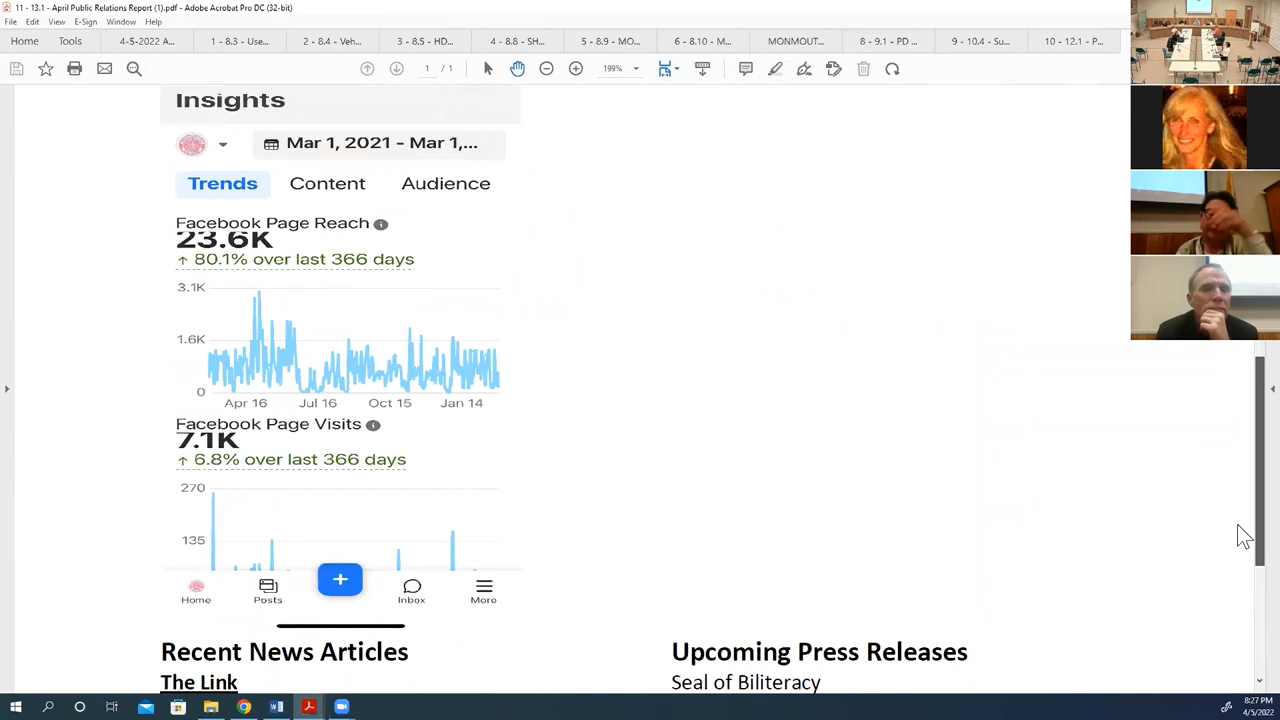 11 - 13.1 - April Public Relations Report (1).pdf - Adobe Acrobat Pro DC (32-bit)
File Edit View E-Sign Window Help
Home Tools 4-5-2022 A... 1 - 8.3 - Use... 2 - 8.4 - Veh... 3 - 8.5 - HD... 4 8.8 SH... 5 - 8.9 - MO... 6 - 8.10 - M... MONMOUT... 8 - 9.1 - PD ... - 10.4 - Su... 10 - 12.1 - P...
1 / 1 199%
Insights
Mar 1, 2021 - Mar 1,...
Trends Content Audience
Facebook Page Reach
23.6K
↑ 80.1% over last 366 days
3.1K
1.6K
0
Apr 16 Jul 16 Oct 15 Jan 14
Facebook Page Visits
7.1K
↑ 6.8% over last 366 days
270
135
Home Posts Inbox More
Recent News Articles
The Link
Upcoming Press Releases
Seal of Biliteracy
8:27 PM
4/5/2022